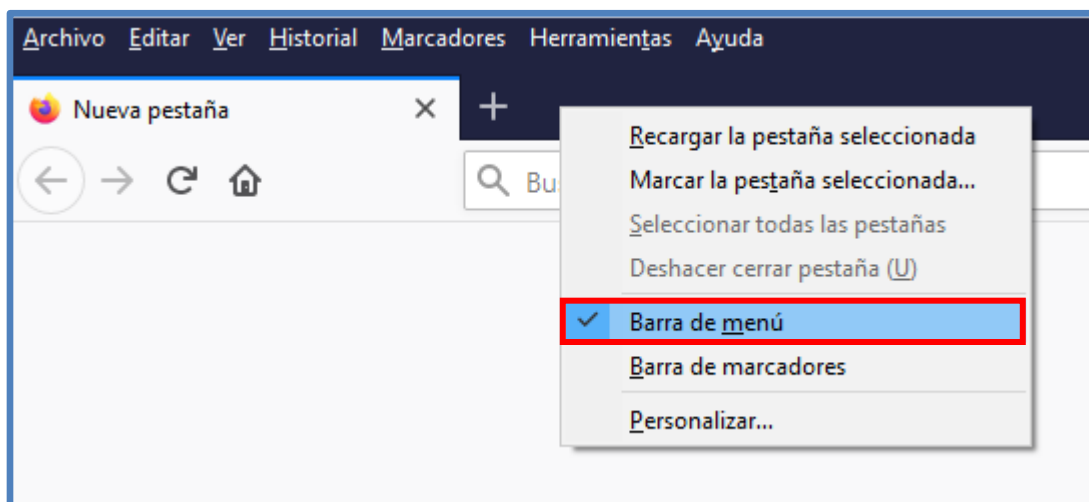 Archivo Editar Ver Historial Marcadores Herramientas Ayuda
Nueva pestaña
Recargar la pestaña seleccionada
Marcar la pestaña seleccionada...
Seleccionar todas las pestañas
Deshacer cerrar pestaña (U)
Barra de menú
Barra de marcadores
Personalizar...